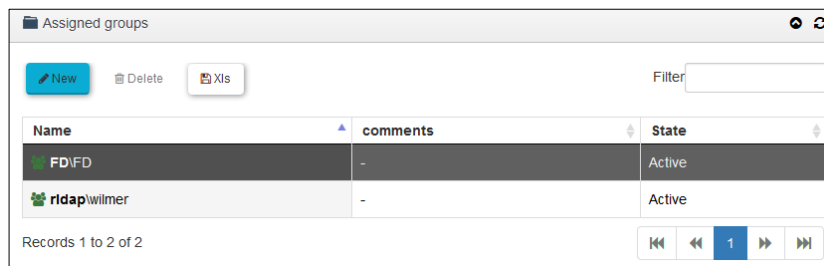 Assigned groups
New Delete Xls Filter
Name comments State
FD\FD - Active
rldap\wilmer - Active
Records 1 to 2 of 2 1